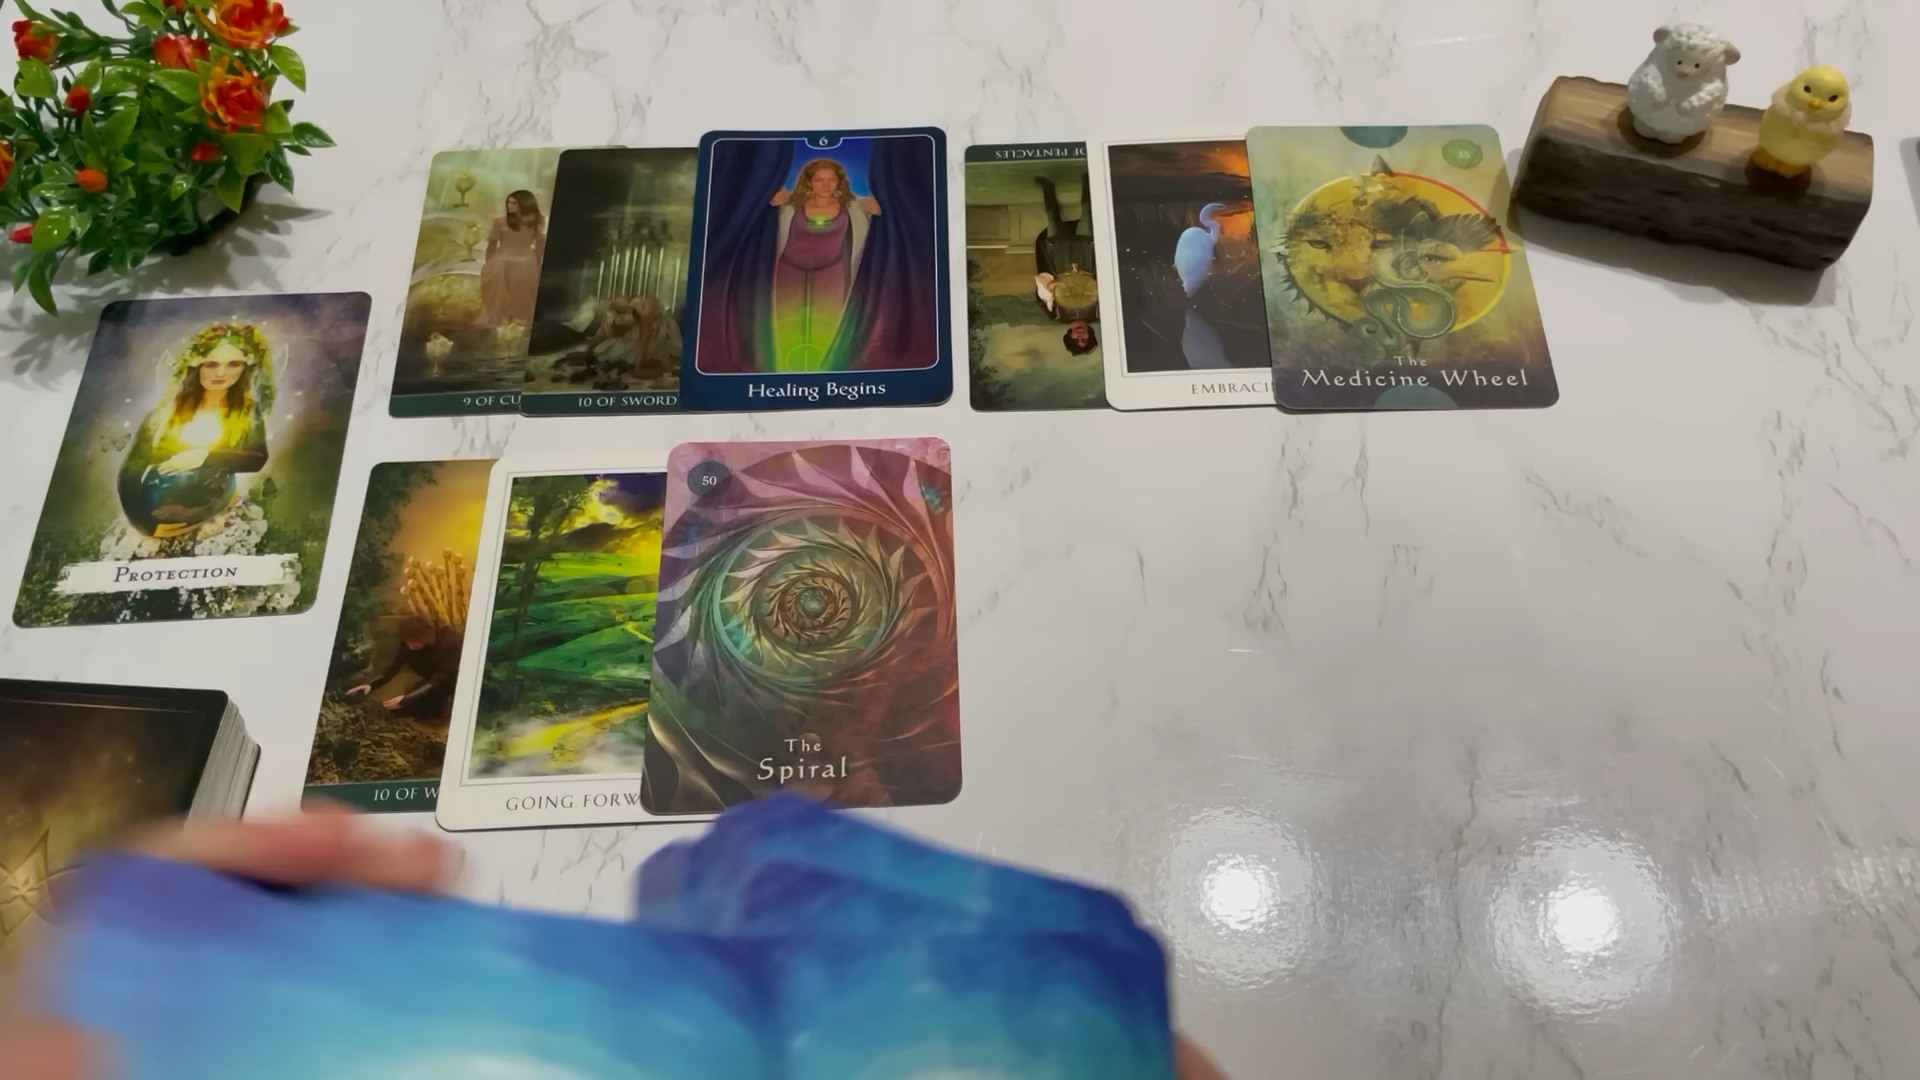 6
9 OF CU
10 OF SWORD
Healing Begins
OF PENTACLES
EMBRACI
The
Medicine Wheel
PROTECTION
50
10 OF W
GOING FORW
The
Spiral